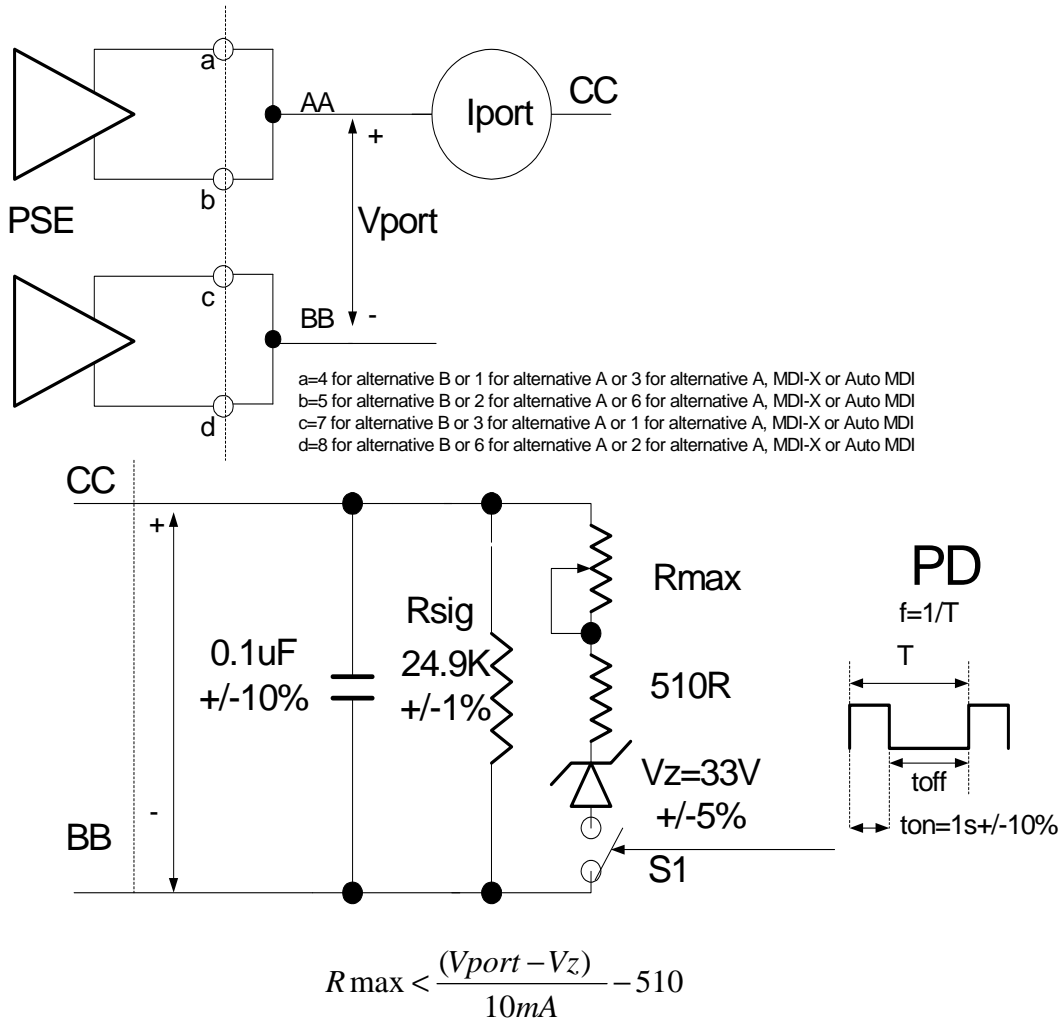 a
AA
Iport
CC
+
b
PSE
Vport
c
BB
-
d
a=4 for alternative B or 1 for alternative A or 3 for alternative A, MDI-X or Auto MDI
b=5 for alternative B or 2 for alternative A or 6 for alternative A, MDI-X or Auto MDI
c=7 for alternative B or 3 for alternative A or 1 for alternative A, MDI-X or Auto MDI
d=8 for alternative B or 6 for alternative A or 2 for alternative A, MDI-X or Auto MDI
CC
+
0.1uF
+/-10%
Rsig
24.9K
+/-1%
Rmax
510R
Vz=33V
+/-5%
S1
-
BB
PD
f=1/T
T
toff
ton=1s+/-10%
R max < (Vport − Vz) / 10mA − 510